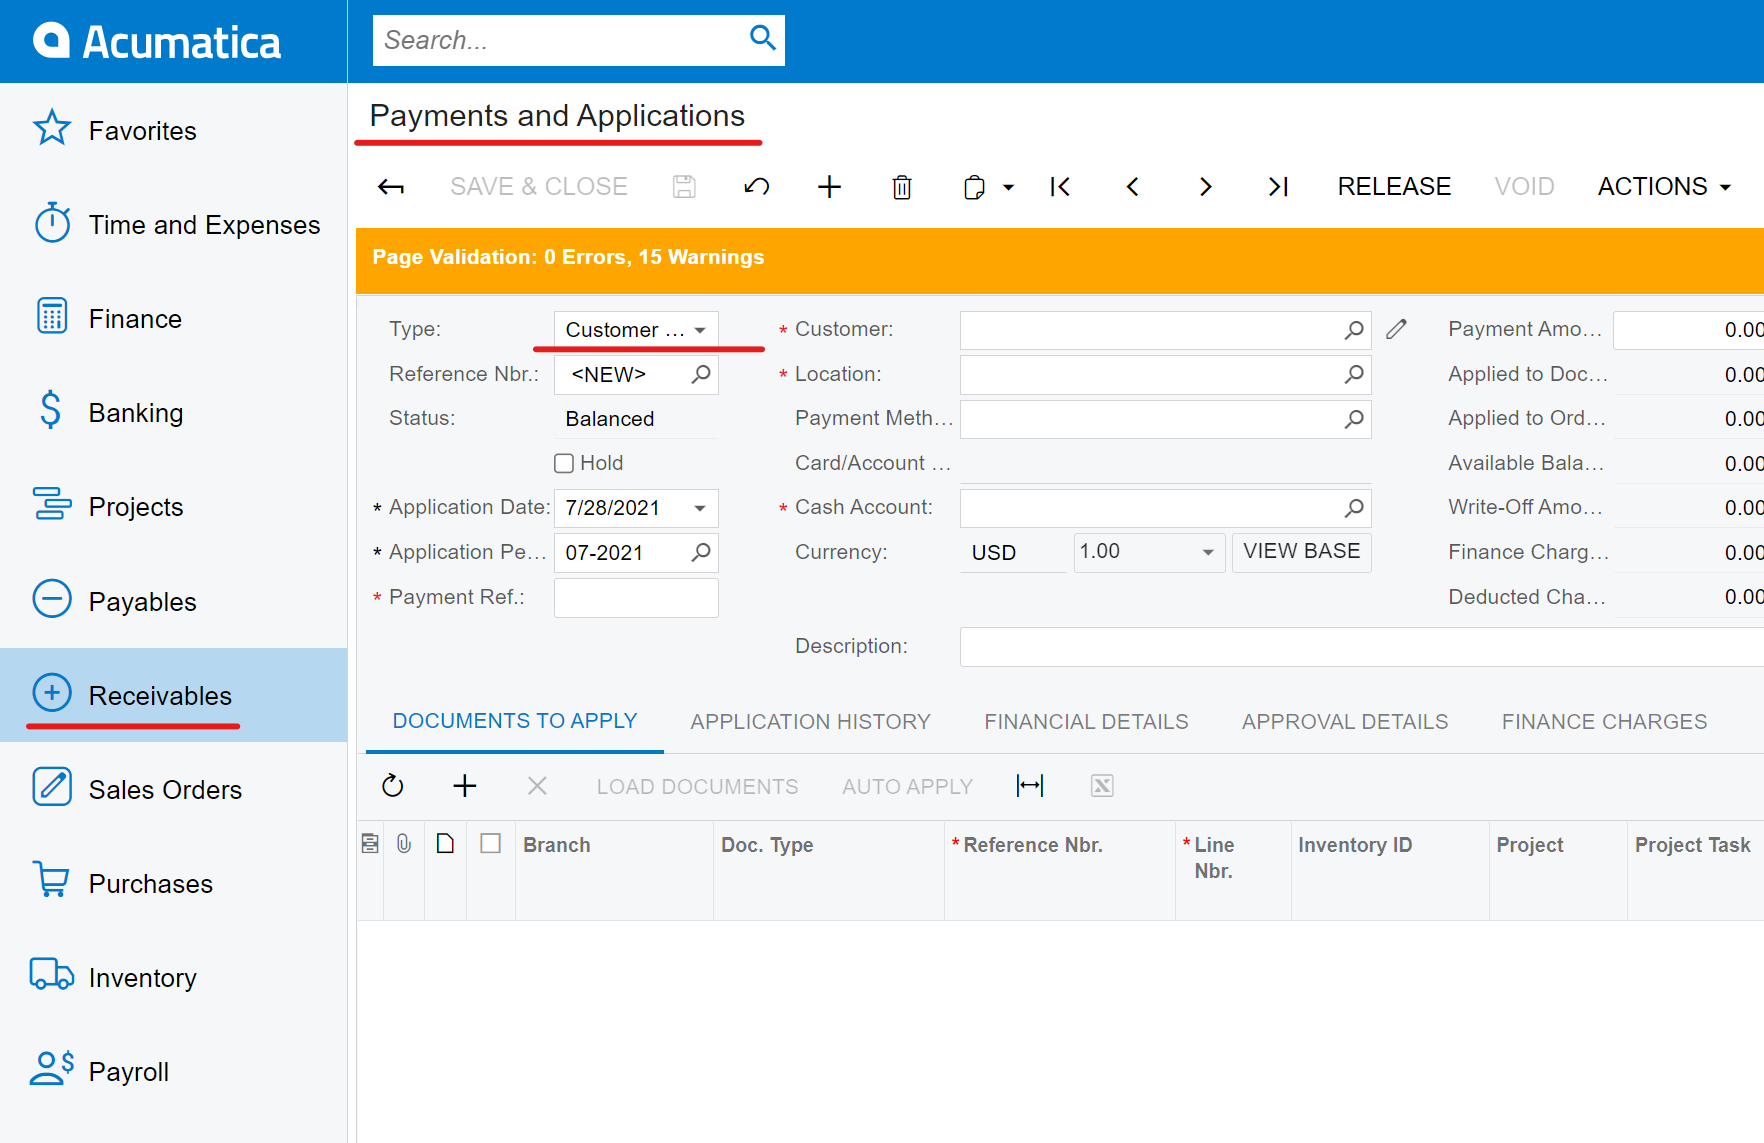 Acumatica
Search...
Favorites
Time and Expenses
Finance
Banking
Projects
Payables
Receivables
Sales Orders
Purchases
Inventory
Payroll
Payments and Applications
SAVE & CLOSE RELEASE VOID ACTIONS
Page Validation: 0 Errors, 15 Warnings
Type: Customer ... * Customer: Payment Amo... 0.00
Reference Nbr.: <NEW> * Location: Applied to Doc... 0.00
Status: Balanced Payment Meth... Applied to Ord... 0.00
Hold Card/Account ... Available Bala... 0.00
* Application Date: 7/28/2021 * Cash Account: Write-Off Amo... 0.00
* Application Pe... 07-2021 Currency: USD 1.00 VIEW BASE Finance Charg... 0.00
* Payment Ref.: Deducted Cha... 0.00
Description:
DOCUMENTS TO APPLY APPLICATION HISTORY FINANCIAL DETAILS APPROVAL DETAILS FINANCE CHARGES
LOAD DOCUMENTS AUTO APPLY
Branch Doc. Type * Reference Nbr. * Line Inventory ID Project Project Task
Nbr.